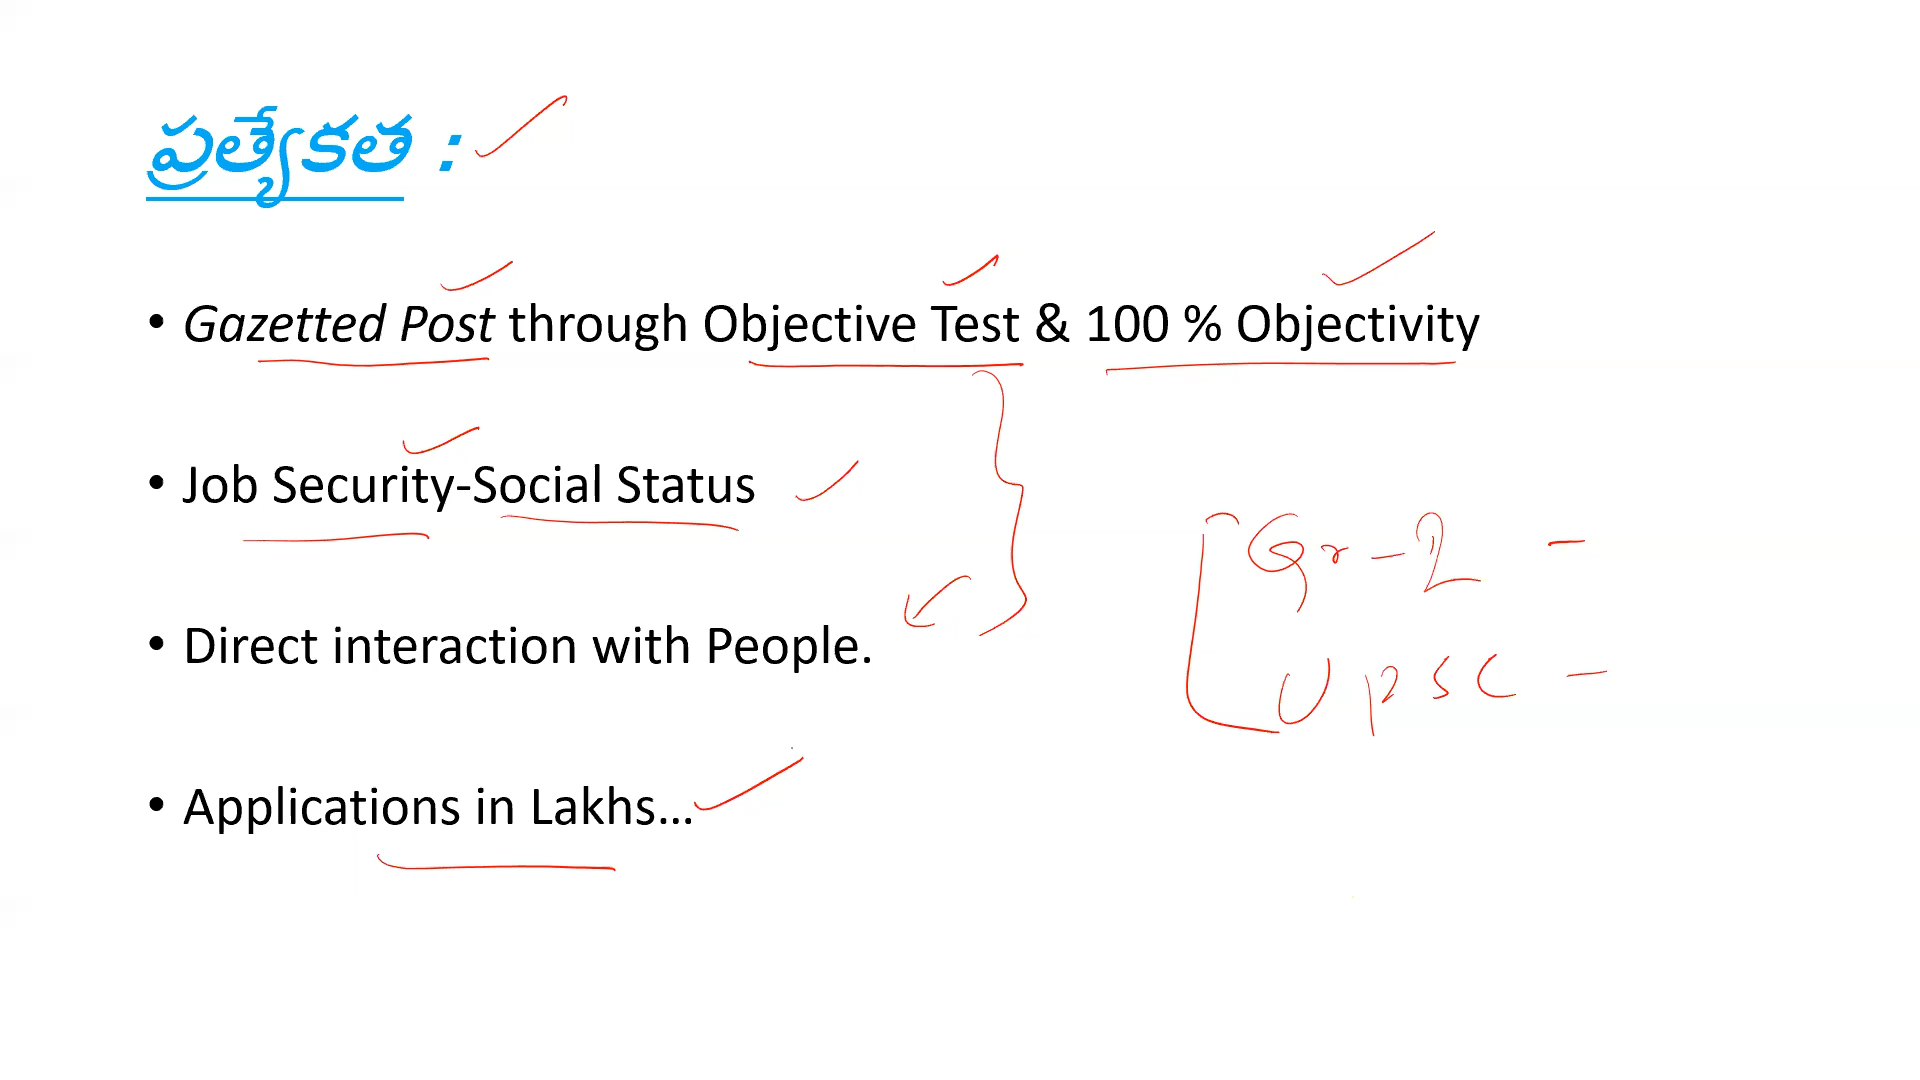 ప్రత్యేకత :
• Gazetted Post through Objective Test & 100 % Objectivity
• Job Security-Social Status
• Direct interaction with People.
• Applications in Lakhs...
Gr - 2 -
Upsc -